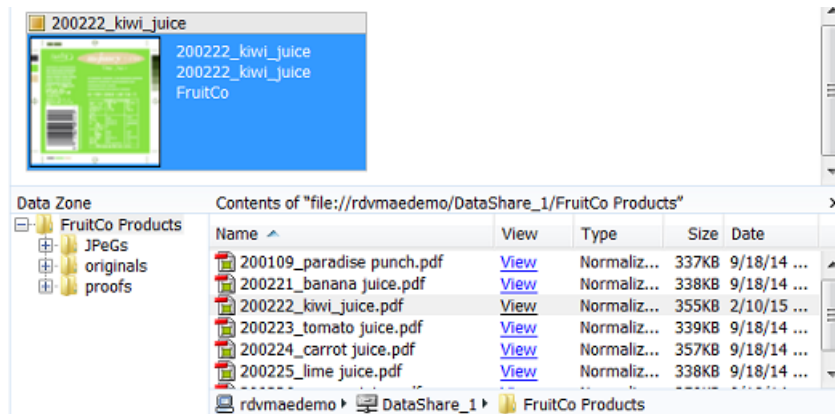 200222_kiwi_juice
200222_kiwi_juice
200222_kiwi_juice
FruitCo
Data Zone
Contents of "file://rdvmaedemo/DataShare_1/FruitCo Products"
FruitCo Products
JPeGs
originals
proofs
Name View Type Size Date
200109_paradise punch.pdf View Normaliz... 337KB 9/18/14 ...
200221_banana juice.pdf View Normaliz... 338KB 9/18/14 ...
200222_kiwi_juice.pdf View Normaliz... 355KB 2/10/15 ...
200223_tomato juice.pdf View Normaliz... 339KB 9/18/14 ...
200224_carrot juice.pdf View Normaliz... 357KB 9/18/14 ...
200225_lime juice.pdf View Normaliz... 338KB 9/18/14 ...
rdvmaedemo DataShare_1 FruitCo Products